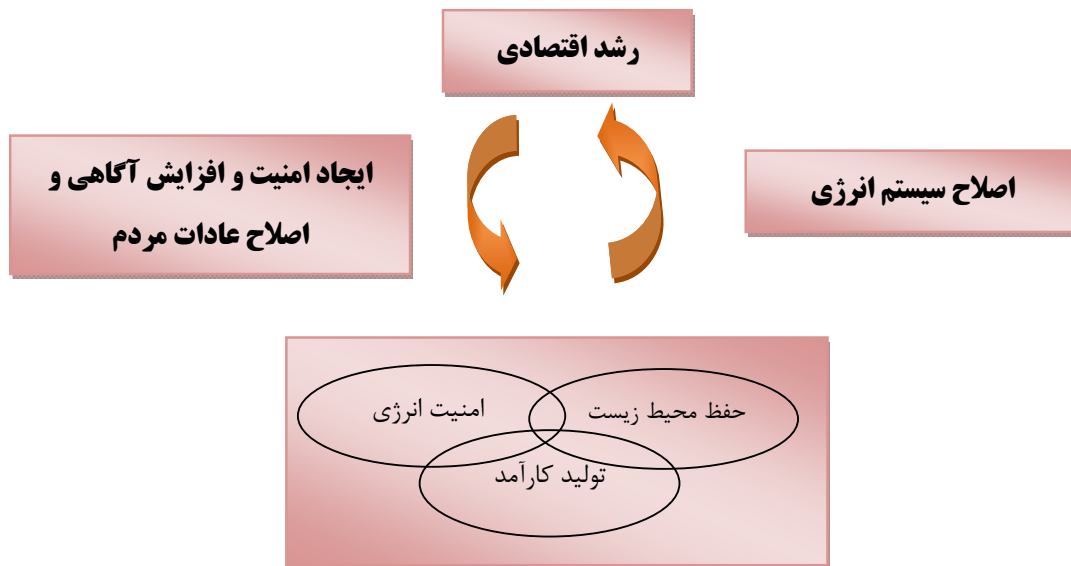 رشد اقتصادی
اصلاح سیستم انرژی
ایجاد امنیت و افزایش آگاهی و
اصلاح عادات مردم
حفظ محیط زیست
امنیت انرژی
تولید کارآمد